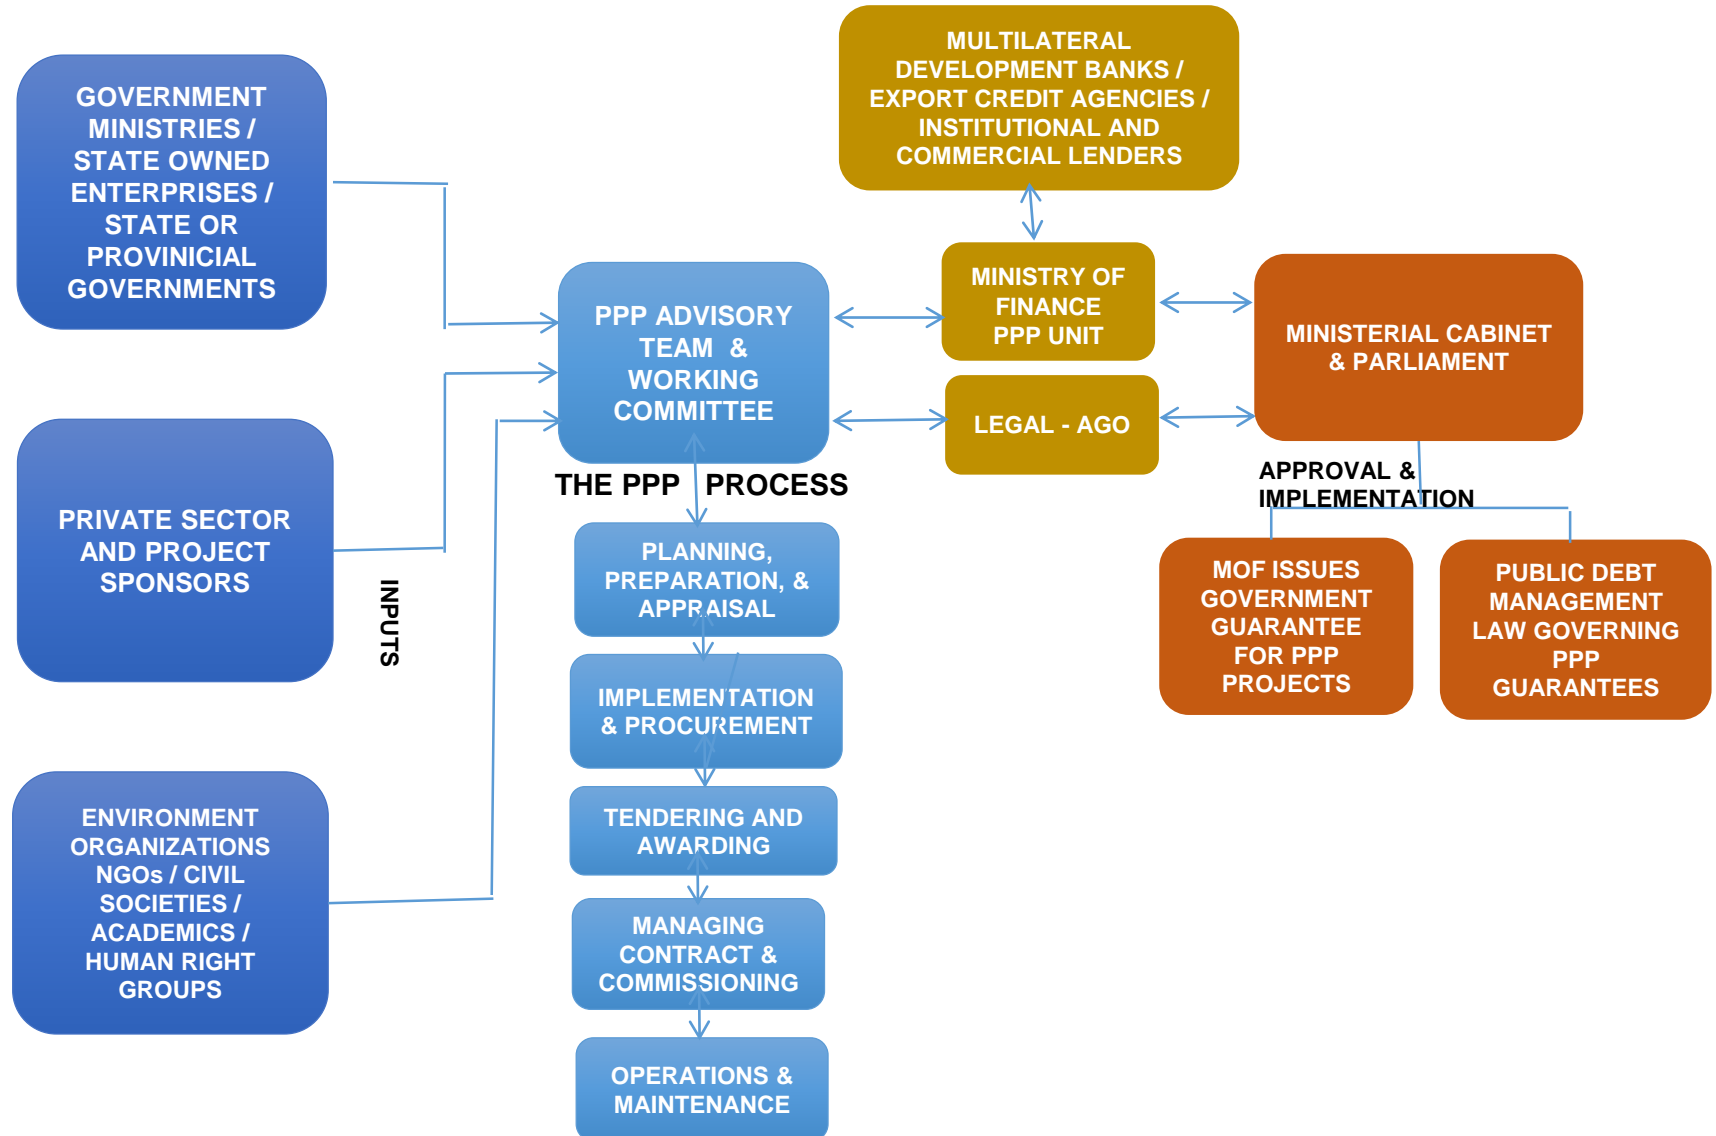 GOVERNMENT
MINISTRIES /
STATE OWNED
ENTERPRISES /
STATE OR
PROVINICIAL
GOVERNMENTS
PRIVATE SECTOR
AND PROJECT
SPONSORS
ENVIRONMENT
ORGANIZATIONS
NGOs / CIVIL
SOCIETIES /
ACADEMICS /
HUMAN RIGHT
GROUPS
INPUTS
PPP ADVISORY
TEAM &
WORKING
COMMITTEE
THE PPP PROCESS
PLANNING,
PREPARATION, &
APPRAISAL
IMPLEMENTATION
& PROCUREMENT
TENDERING AND
AWARDING
MANAGING
CONTRACT &
COMMISSIONING
OPERATIONS &
MAINTENANCE
MULTILATERAL
DEVELOPMENT BANKS /
EXPORT CREDIT AGENCIES /
INSTITUTIONAL AND
COMMERCIAL LENDERS
MINISTRY OF
FINANCE
PPP UNIT
LEGAL - AGO
MINISTERIAL CABINET
& PARLIAMENT
APPROVAL &
IMPLEMENTATION
MOF ISSUES
GOVERNMENT
GUARANTEE
FOR PPP
PROJECTS
PUBLIC DEBT
MANAGEMENT
LAW GOVERNING
PPP
GUARANTEES